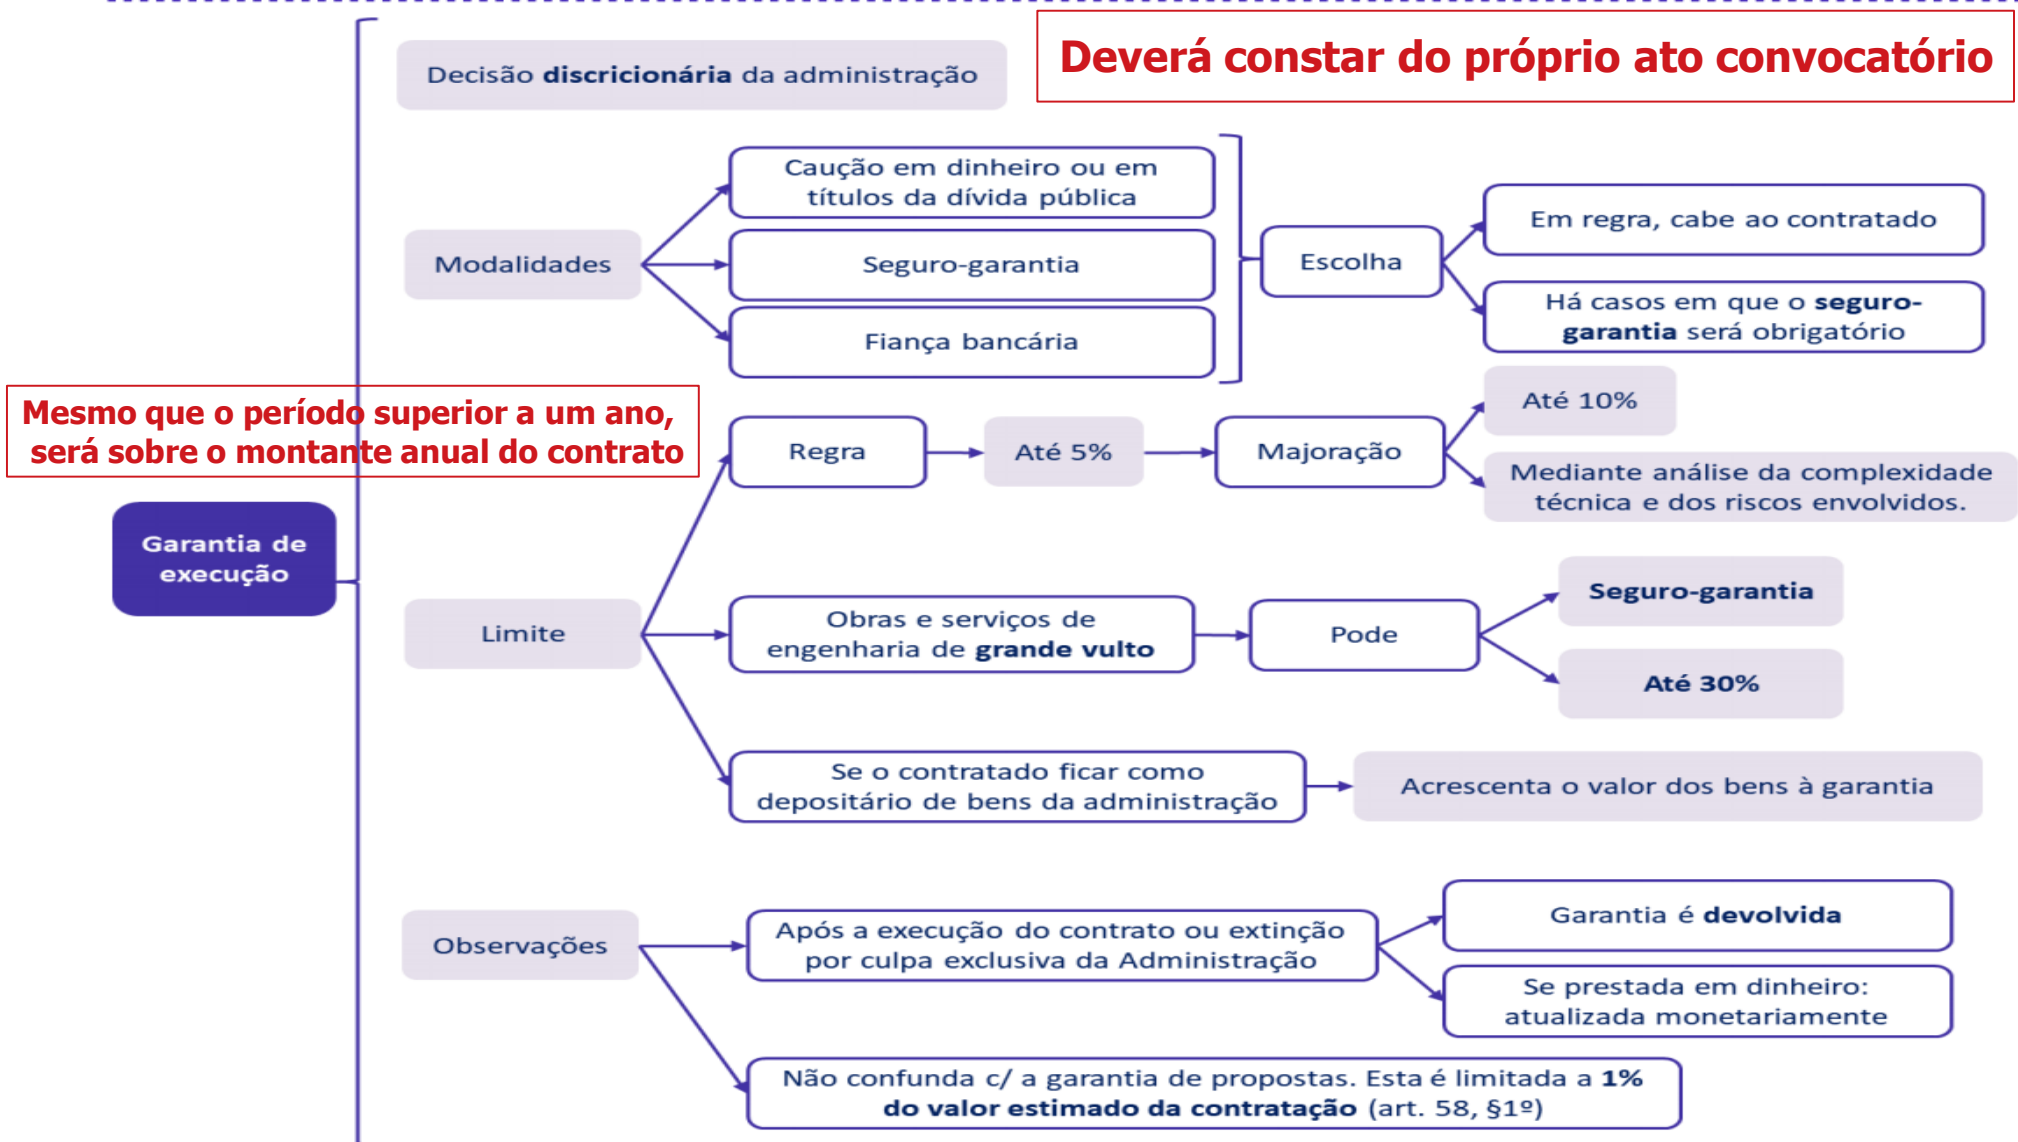 Deverá constar do próprio ato convocatório
Decisão discricionária da administração
Modalidades
Caução em dinheiro ou em
títulos da dívida pública
Seguro-garantia
Fiança bancária
Escolha
Em regra, cabe ao contratado
Há casos em que o seguro-
garantia será obrigatório
Mesmo que o período superior a um ano,
será sobre o montante anual do contrato
Garantia de
execução
Limite
Regra
Até 5%
Majoração
Até 10%
Mediante análise da complexidade
técnica e dos riscos envolvidos.
Obras e serviços de
engenharia de grande vulto
Pode
Seguro-garantia
Até 30%
Se o contratado ficar como
depositário de bens da administração
Acrescenta o valor dos bens à garantia
Observações
Após a execução do contrato ou extinção
por culpa exclusiva da Administração
Garantia é devolvida
Se prestada em dinheiro:
atualizada monetariamente
Não confunda c/ a garantia de propostas. Esta é limitada a 1%
do valor estimado da contratação (art. 58, §1º)